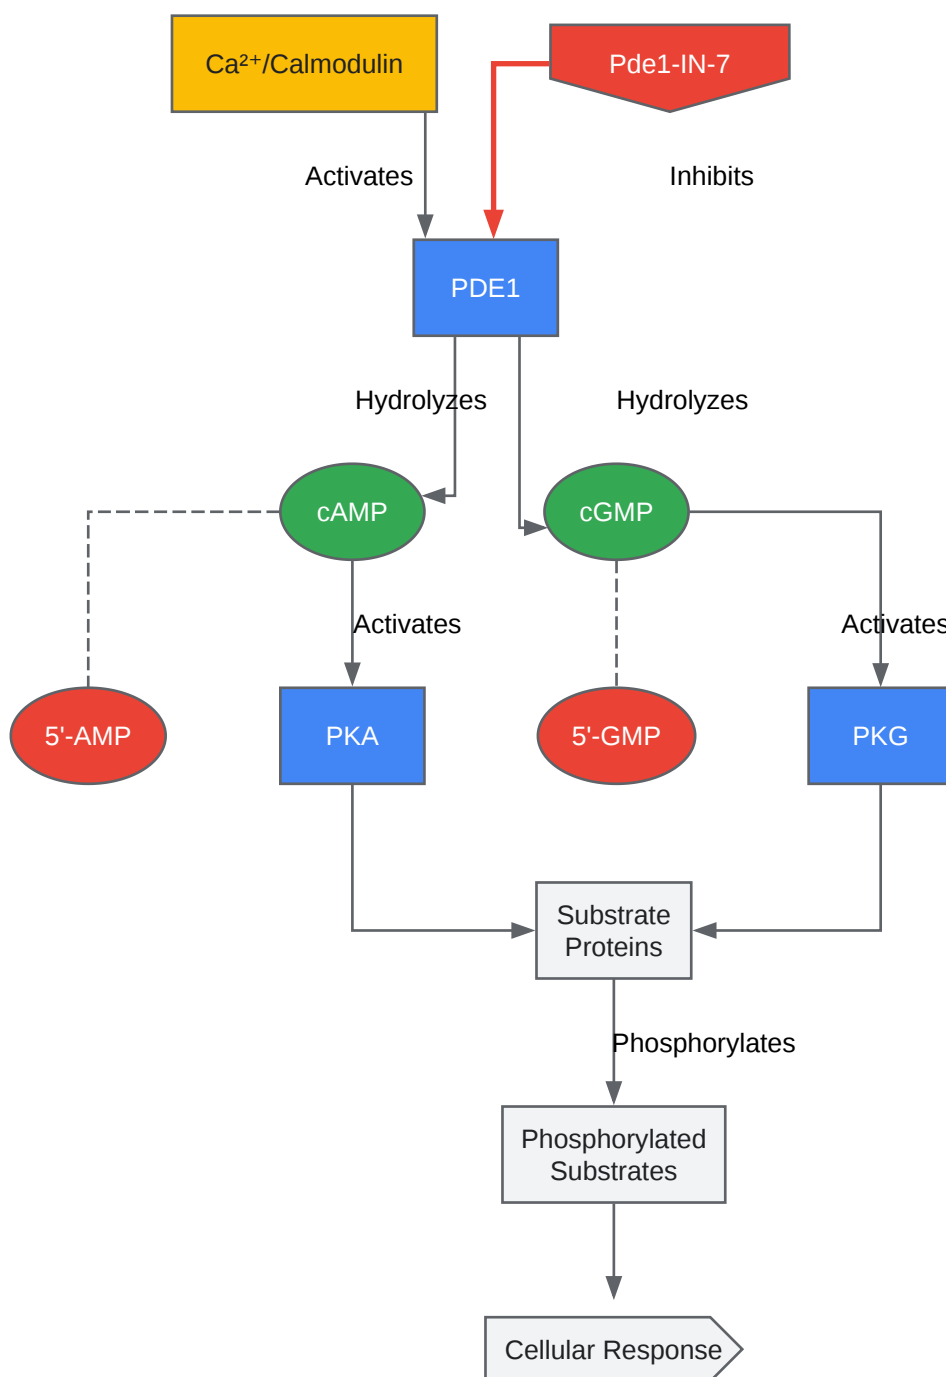 Ca²⁺/Calmodulin
Pde1-IN-7
Activates
Inhibits
PDE1
Hydrolyzes
Hydrolyzes
cAMP
cGMP
Activates
Activates
5'-AMP
PKA
5'-GMP
PKG
Substrate
Proteins
Phosphorylates
Phosphorylated
Substrates
Cellular Response